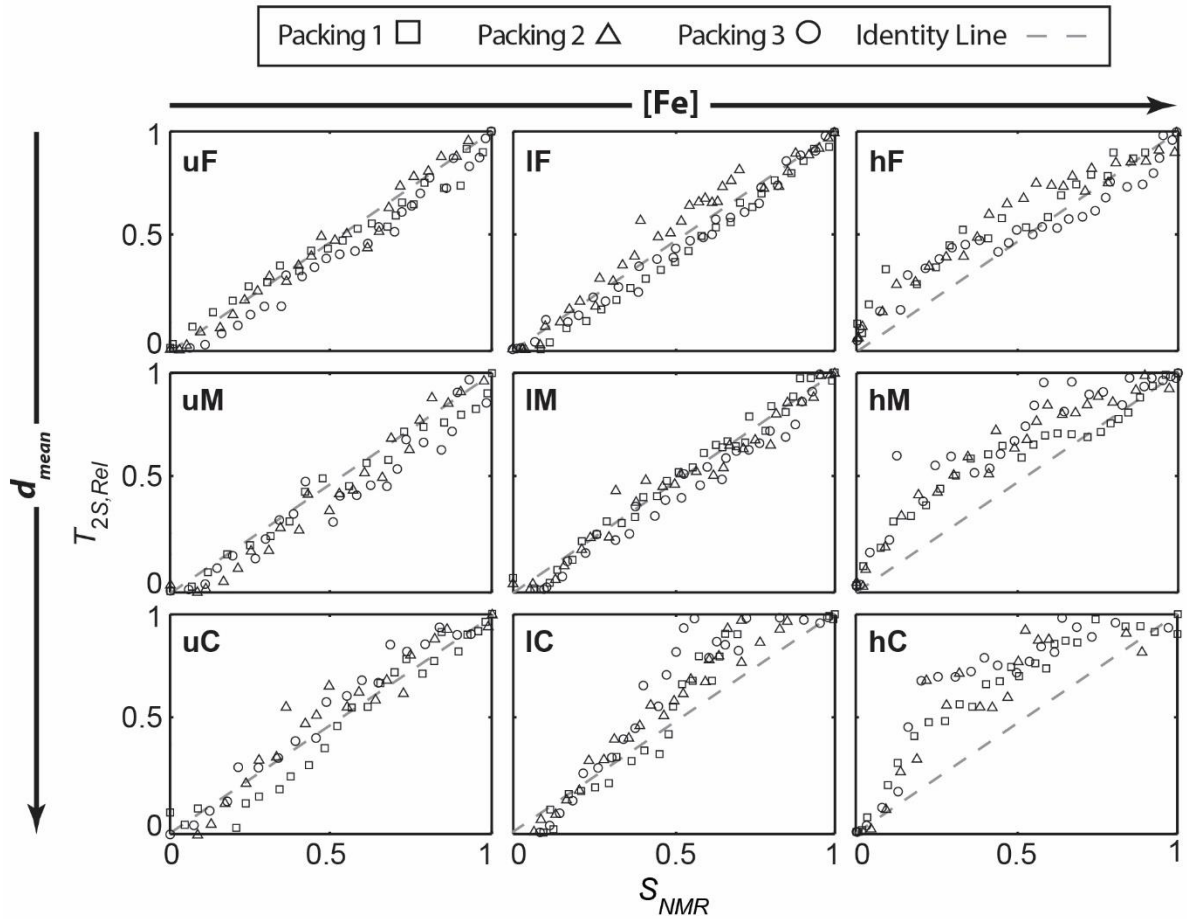 Packing 1 Packing 2 Packing 3 Identity Line
[Fe]
uF lF hF
1
0.5
0
uM lM hM
1
0.5
0
uC lC hC
1
0.5
0
0 0.5 1 0 0.5 1 0 0.5 1
S_NMR
d_mean
T_2S,Rel